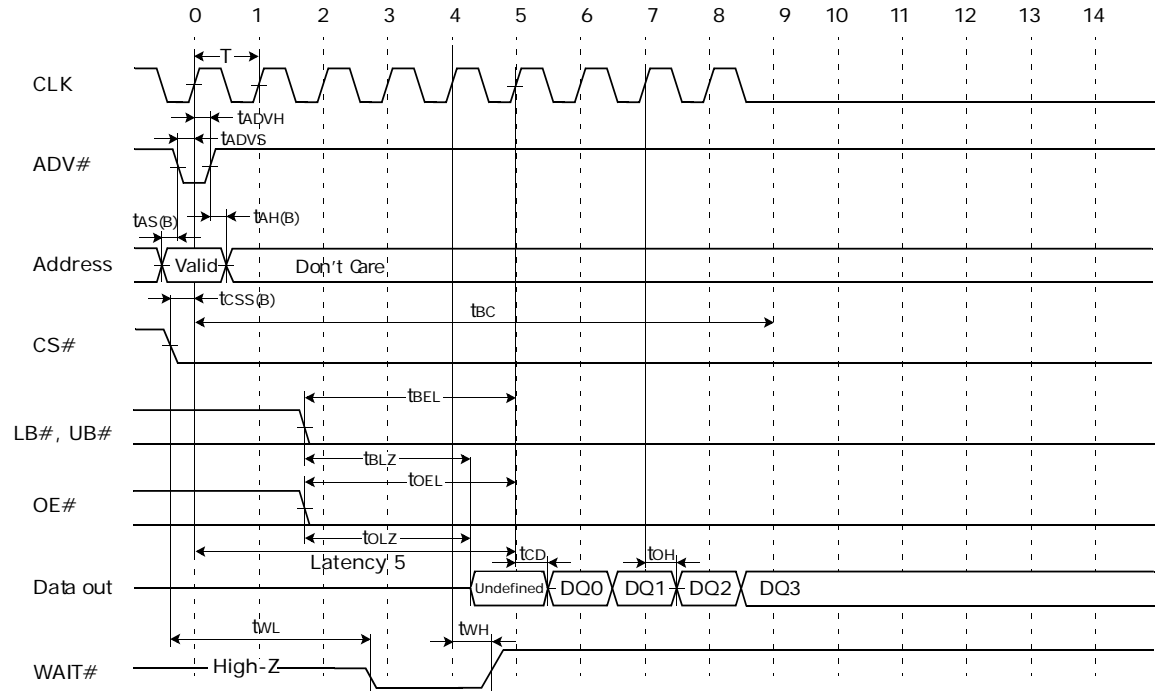 0 1 2 3 4 5 6 7 8 9 10 11 12 13 14
T
CLK
tADVH
tADVS
ADV#
tAS(B) tAH(B)
Address Valid Don't Care
tCSS(B)
tBC
CS#
tBEL
LB#, UB#
tBLZ
tOEL
OE#
tOLZ
Latency 5 tCD tOH
Data out Undefined DQ0 DQ1 DQ2 DQ3
tWL tWH
WAIT# High-Z